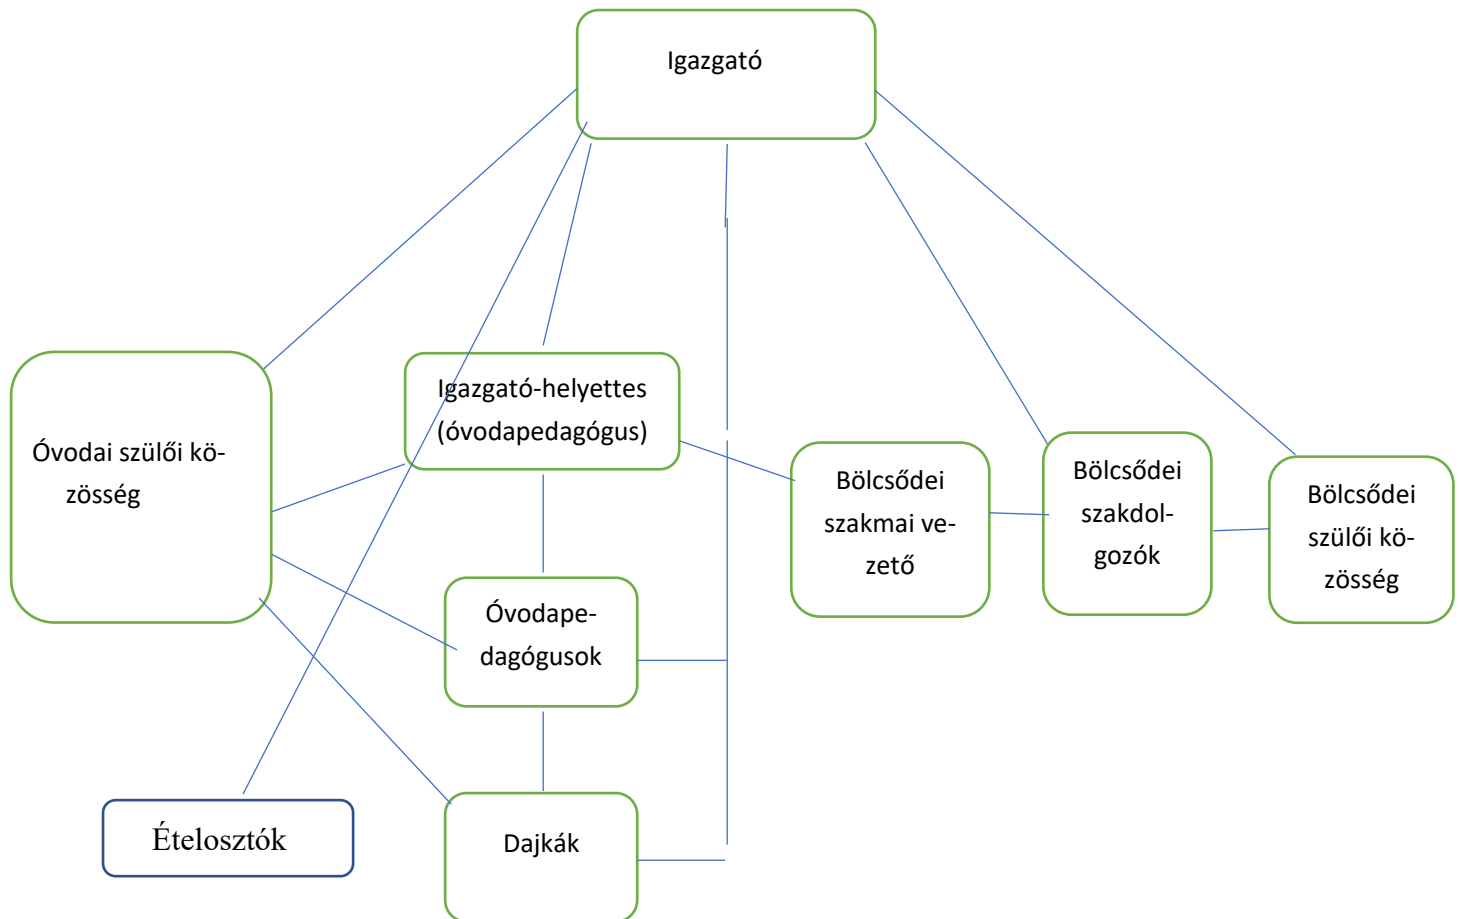 Igazgató
Igazgató-helyettes
(óvodapedagógus)
Óvodai szülői kö-
zösség
Bölcsődei
szakmai ve-
zető
Bölcsődei
szakdol-
gozók
Bölcsődei
szülői kö-
zösség
Óvodape-
dagógusok
Ételosztók
Dajkák